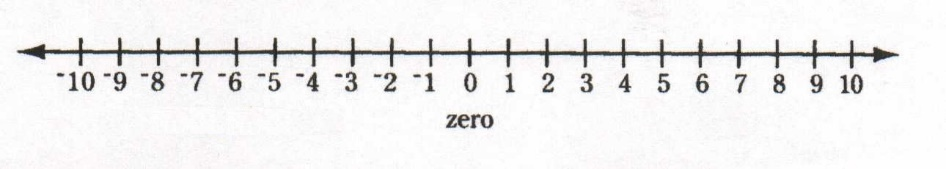 ⁻10 ⁻9 ⁻8 ⁻7 ⁻6 ⁻5 ⁻4 ⁻3 ⁻2 ⁻1 0 1 2 3 4 5 6 7 8 9 10
zero